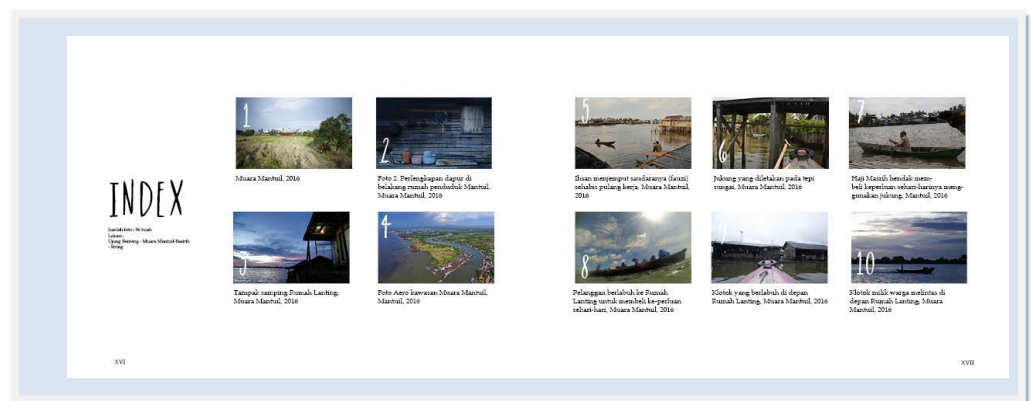 INDEX
Jumlah foto : 56 buah
Lokasi :
Ujung Benteng - Muara Mantuil-Basirih
- Siring
1
Muara Mantuil, 2016
2
Foto 2. Perlengkapan dapur di
belakang rumah penduduk Mantuil,
Muara Mantuil, 2016
3
Tampak samping Rumah Lanting,
Muara Mantuil, 2016
4
Foto Aero kawasan Muara Mantuil,
Mantuil, 2016
5
Ihsan menjemput saudaranya (fauzi)
sehabis pulang kerja, Muara Mantuil,
2016
6
Jukung yang diletakan pada tepi
sungai, Muara Mantuil, 2016
7
Haji Masrih hendak mem-
beli keperluan sehari-harinya meng-
gunakan jukung, Mantuil, 2016
8
Pelanggan berlabuh ke Rumah
Lanting untuk membeli ke-perluan
sehari-hari, Muara Mantuil, 2016
Klotok yang berlabuh di depan
Rumah Lanting, Muara Mantuil, 2016
10
Klotok milik warga melintas di
depan Rumah Lanting, Muara
Mantuil, 2016
XVI
XVII